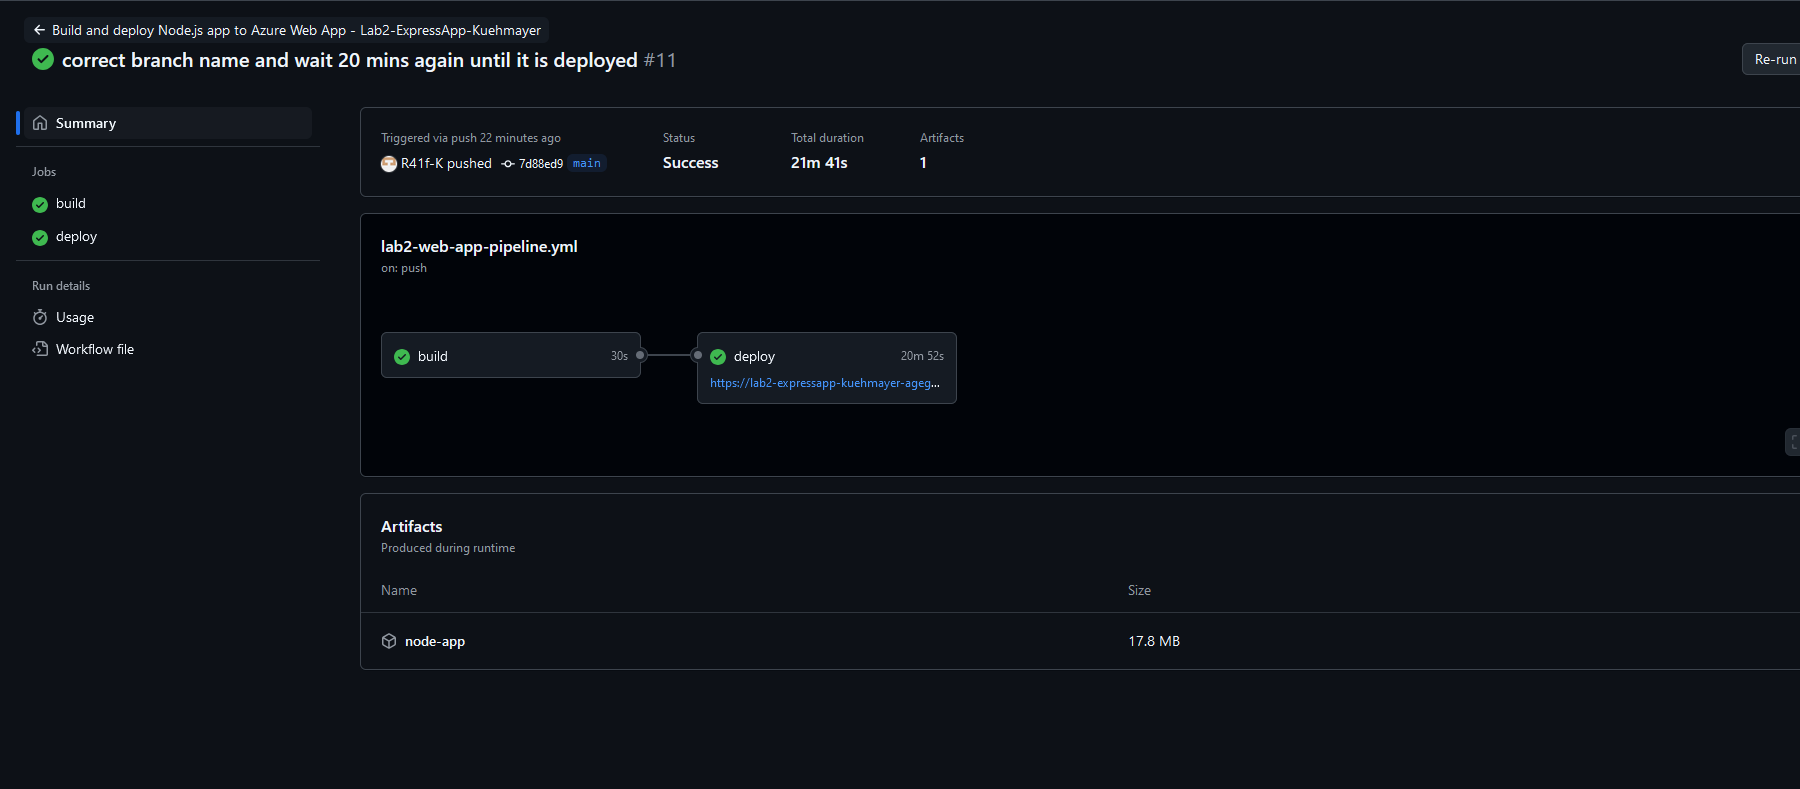 Build and deploy Node.js app to Azure Web App - Lab2-ExpressApp-Kuehmayer
correct branch name and wait 20 mins again until it is deployed #11
Re-run
Summary
Jobs
build
deploy
Run details
Usage
Workflow file
Triggered via push 22 minutes ago
R41f-K pushed 7d88ed9 main
Status
Success
Total duration
21m 41s
Artifacts
1
lab2-web-app-pipeline.yml
on: push
build 30s
deploy 20m 52s
https://lab2-expressapp-kuehmayer-ageg...
Artifacts
Produced during runtime
Name Size
node-app 17.8 MB